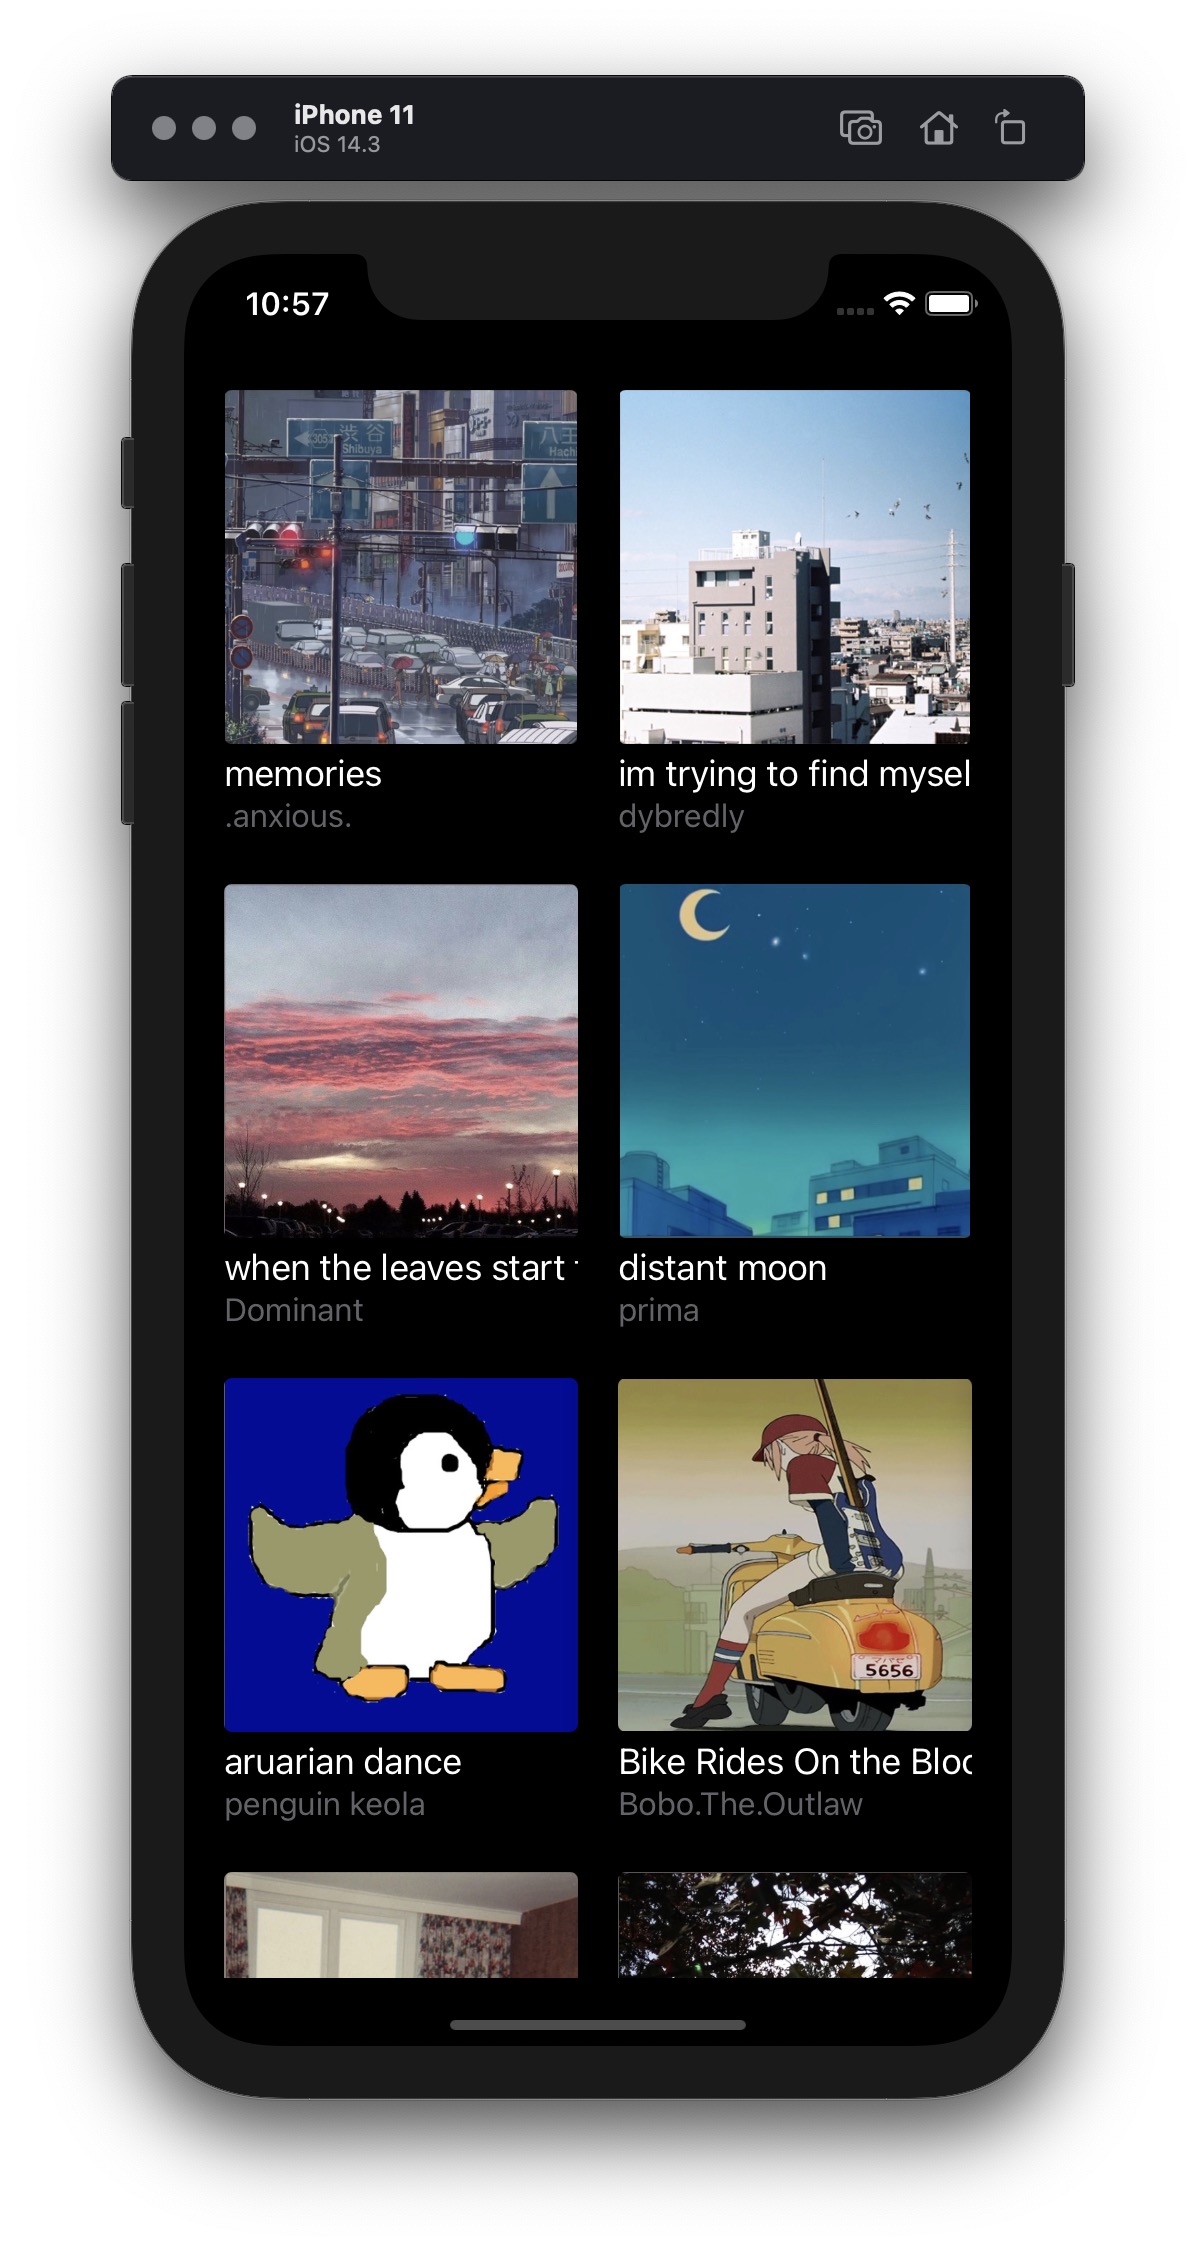 iPhone 11
iOS 14.3
10:57
305 渋谷
Shibuya
八王
Hachi
memories
.anxious.
im trying to find mysel
dybredly
when the leaves start
Dominant
distant moon
prima
5656
aruarian dance
penguin keola
Bike Rides On the Bloc
Bobo.The.Outlaw